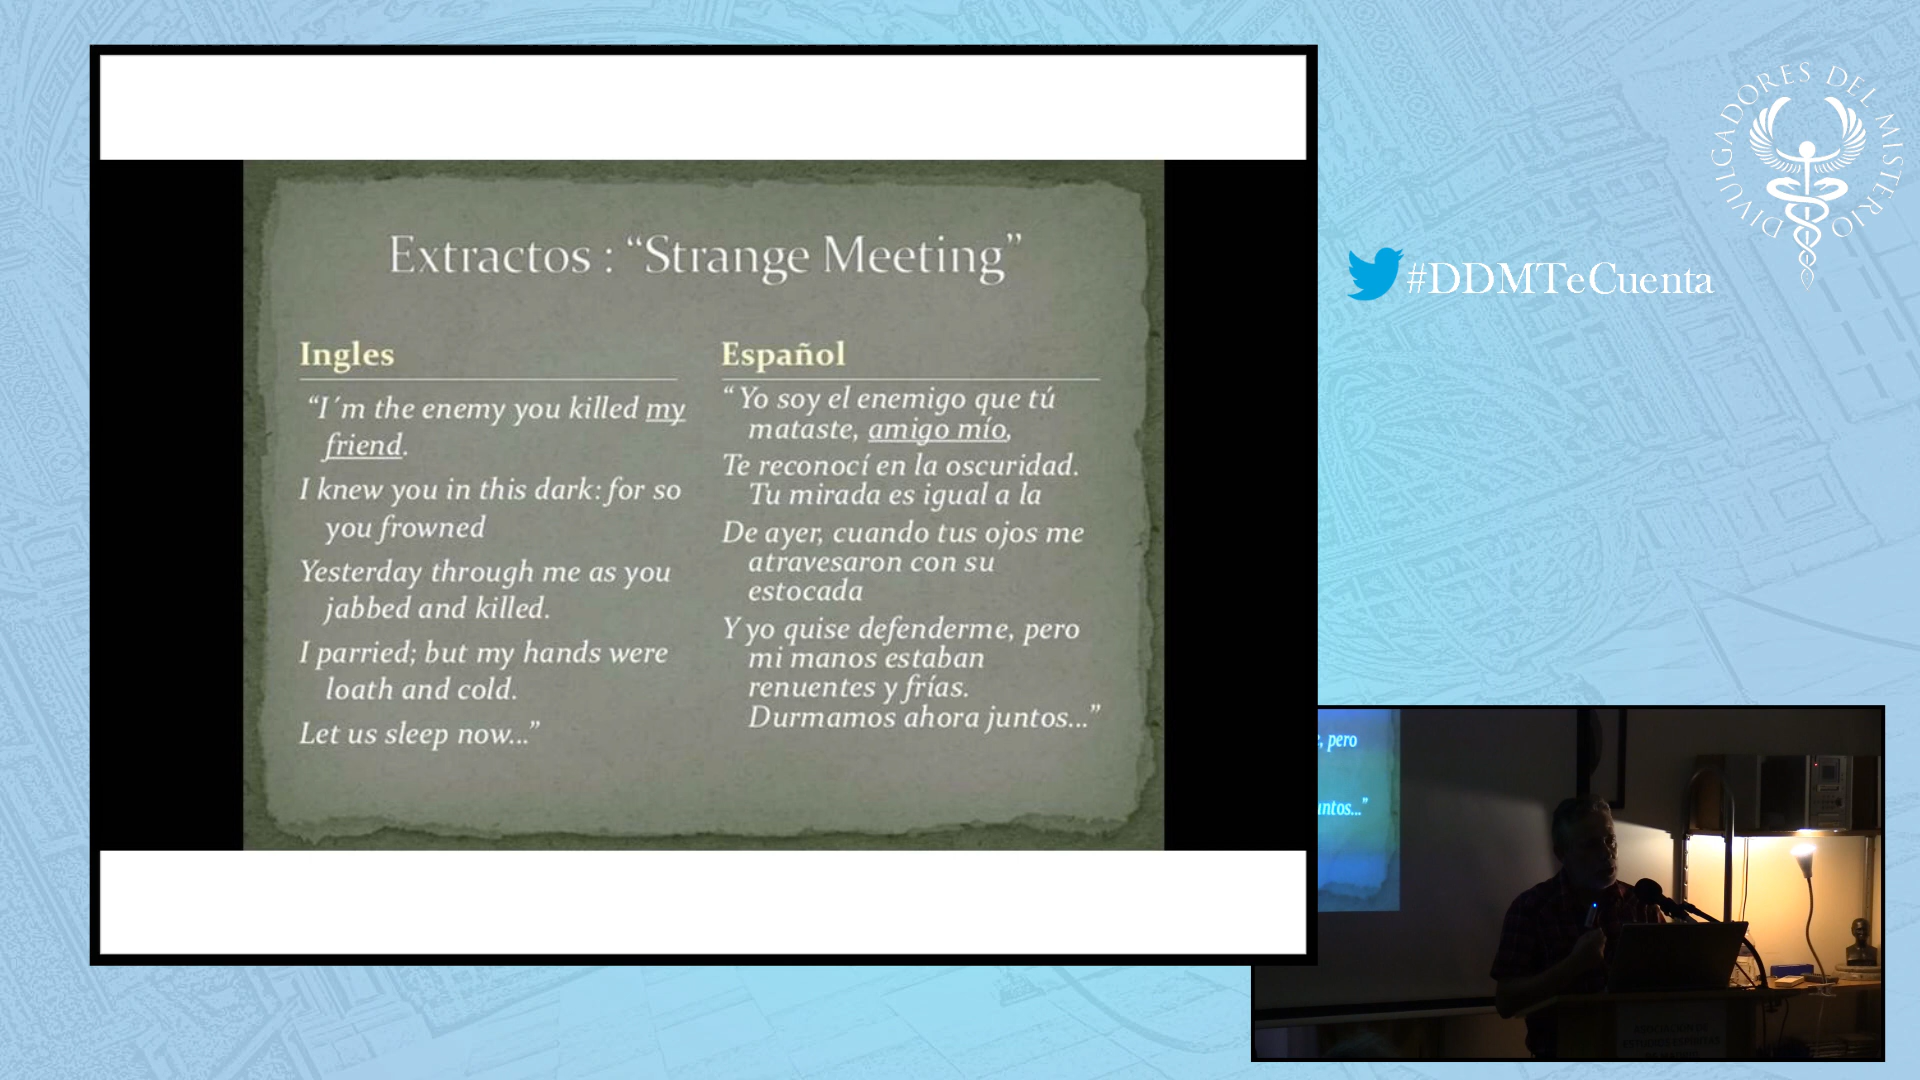 Extractos : “Strange Meeting”
Ingles
“I´m the enemy you killed my
friend.
I knew you in this dark: for so
you frowned
Yesterday through me as you
jabbed and killed.
I parried; but my hands were
loath and cold.
Let us sleep now...”
Español
“ Yo soy el enemigo que tú
mataste, amigo mío,
Te reconocí en la oscuridad.
Tu mirada es igual a la
De ayer, cuando tus ojos me
atravesaron con su
estocada
Y yo quise defenderme, pero
mi manos estaban
renuentes y frías.
Durmamos ahora juntos...”
DIVULGADORES DEL MISTERIO
#DDMTeCuenta
, pero
untos...”